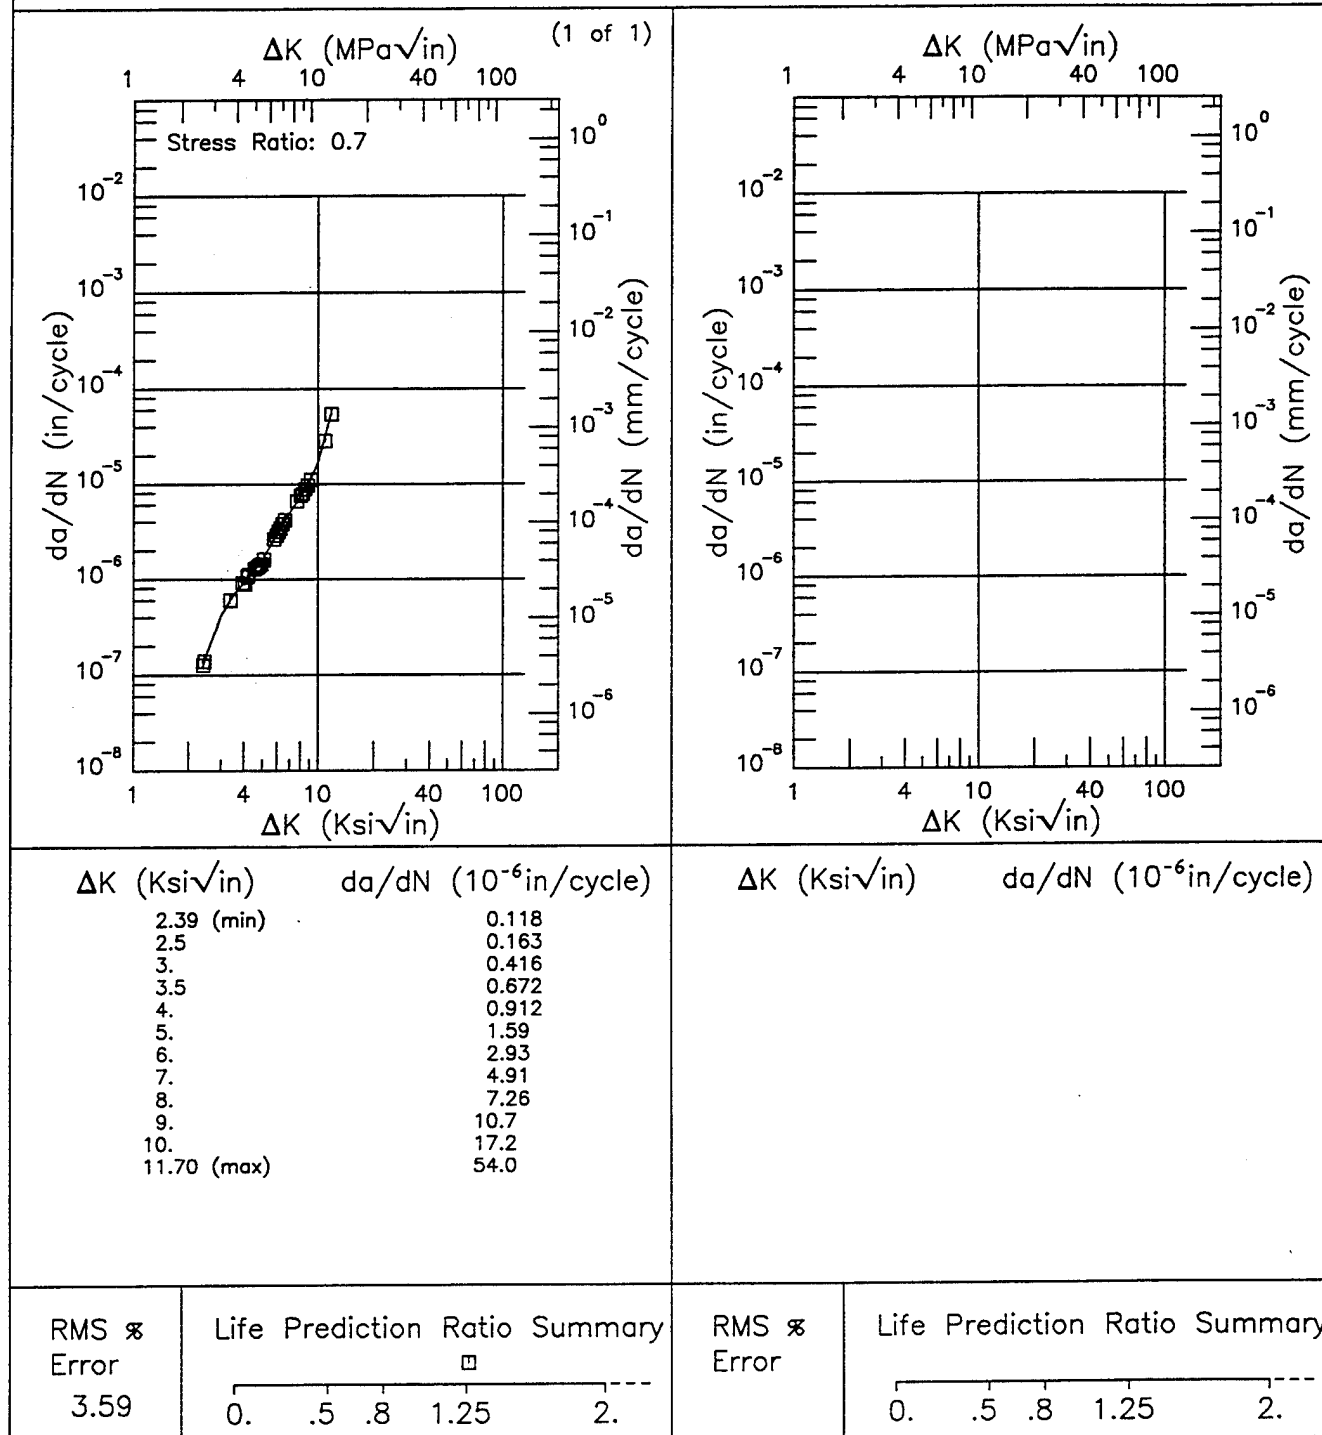 (1 of 1)
ΔK (MPa√in)
1 4 10 40 100
Stress Ratio: 0.7
10⁰
10⁻²
10⁻¹
10⁻³
10⁻²
10⁻⁴
10⁻³
10⁻⁵
10⁻⁴
10⁻⁶
10⁻⁵
10⁻⁷
10⁻⁶
10⁻⁸
da/dN (in/cycle)
da/dN (mm/cycle)
1 4 10 40 100
ΔK (Ksi√in)
ΔK (MPa√in)
1 4 10 40 100
10⁰
10⁻²
10⁻¹
10⁻³
10⁻²
10⁻⁴
10⁻³
10⁻⁵
10⁻⁴
10⁻⁶
10⁻⁵
10⁻⁷
10⁻⁶
10⁻⁸
da/dN (in/cycle)
da/dN (mm/cycle)
1 4 10 40 100
ΔK (Ksi√in)
ΔK (Ksi√in) da/dN (10⁻⁶in/cycle)
2.39 (min) 0.118
2.5 0.163
3. 0.416
3.5 0.672
4. 0.912
5. 1.59
6. 2.93
7. 4.91
8. 7.26
9. 10.7
10. 17.2
11.70 (max) 54.0
ΔK (Ksi√in) da/dN (10⁻⁶in/cycle)
RMS %
Error
3.59
Life Prediction Ratio Summary
0. .5 .8 1.25 2.
RMS %
Error
Life Prediction Ratio Summary
0. .5 .8 1.25 2.